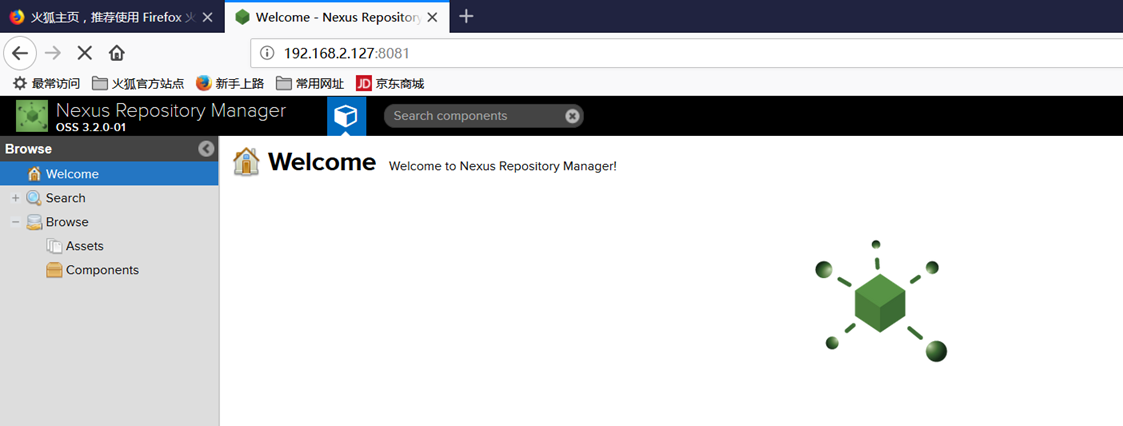 火狐主页，推荐使用 Firefox 火
Welcome - Nexus Repository
192.168.2.127:8081
最常访问 火狐官方站点 新手上路 常用网址 JD 京东商城
Nexus Repository Manager
OSS 3.2.0-01
Search components
Browse
Welcome
Search
Browse
Assets
Components
Welcome Welcome to Nexus Repository Manager!